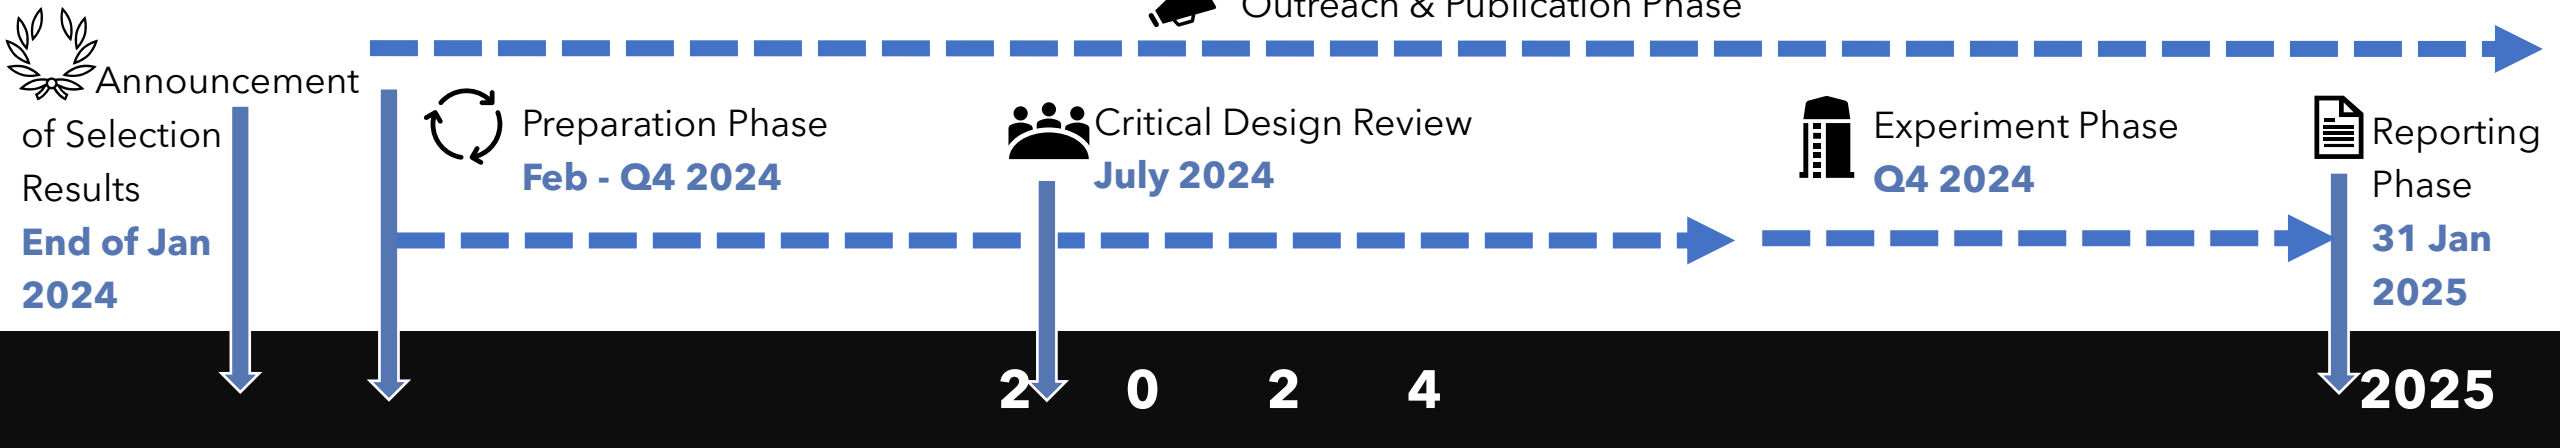 Outreach & Publication Phase
Announcement
of Selection
Results
End of Jan
2024
Preparation Phase
Feb - Q4 2024
Critical Design Review
July 2024
Experiment Phase
Q4 2024
Reporting
Phase
31 Jan
2025
2 0 2 4
2025